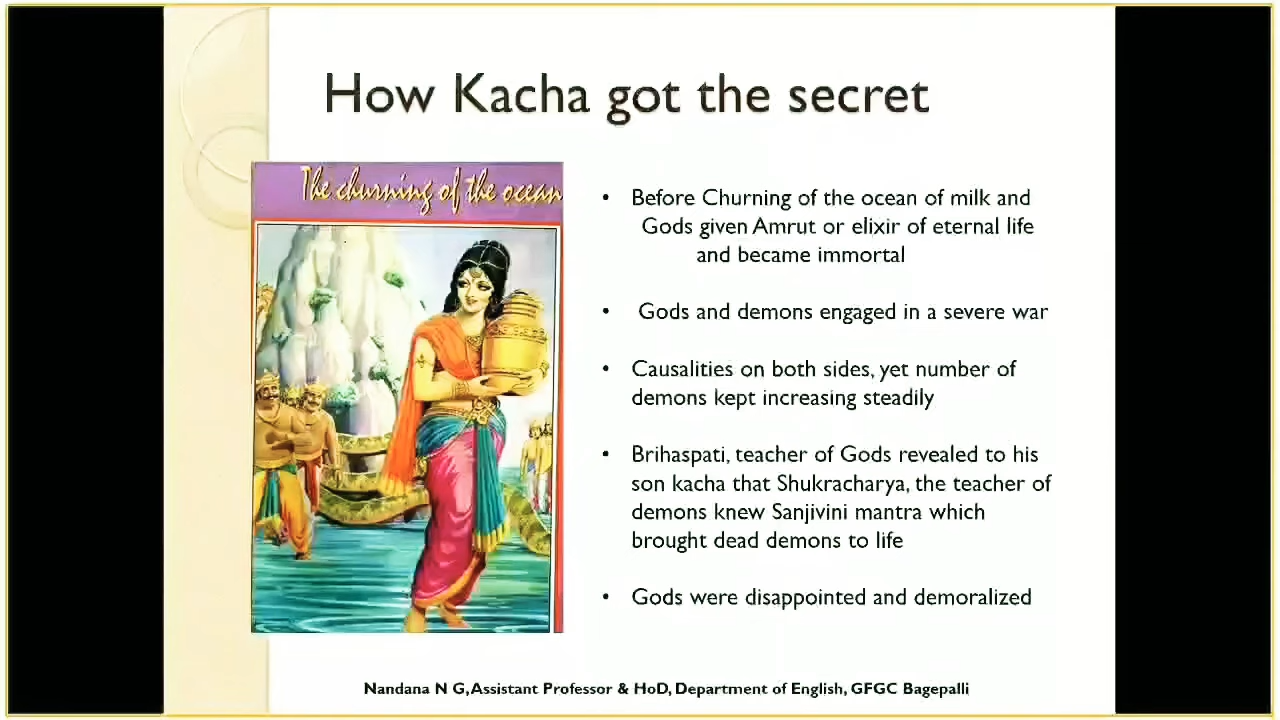 How Kacha got the secret
The churning of the ocean
• Before Churning of the ocean of milk and
Gods given Amrut or elixir of eternal life
and became immortal
• Gods and demons engaged in a severe war
• Causalities on both sides, yet number of
demons kept increasing steadily
• Brihaspati, teacher of Gods revealed to his
son kacha that Shukracharya, the teacher of
demons knew Sanjivini mantra which
brought dead demons to life
• Gods were disappointed and demoralized
Nandana N G, Assistant Professor & HoD, Department of English, GFGC Bagepalli